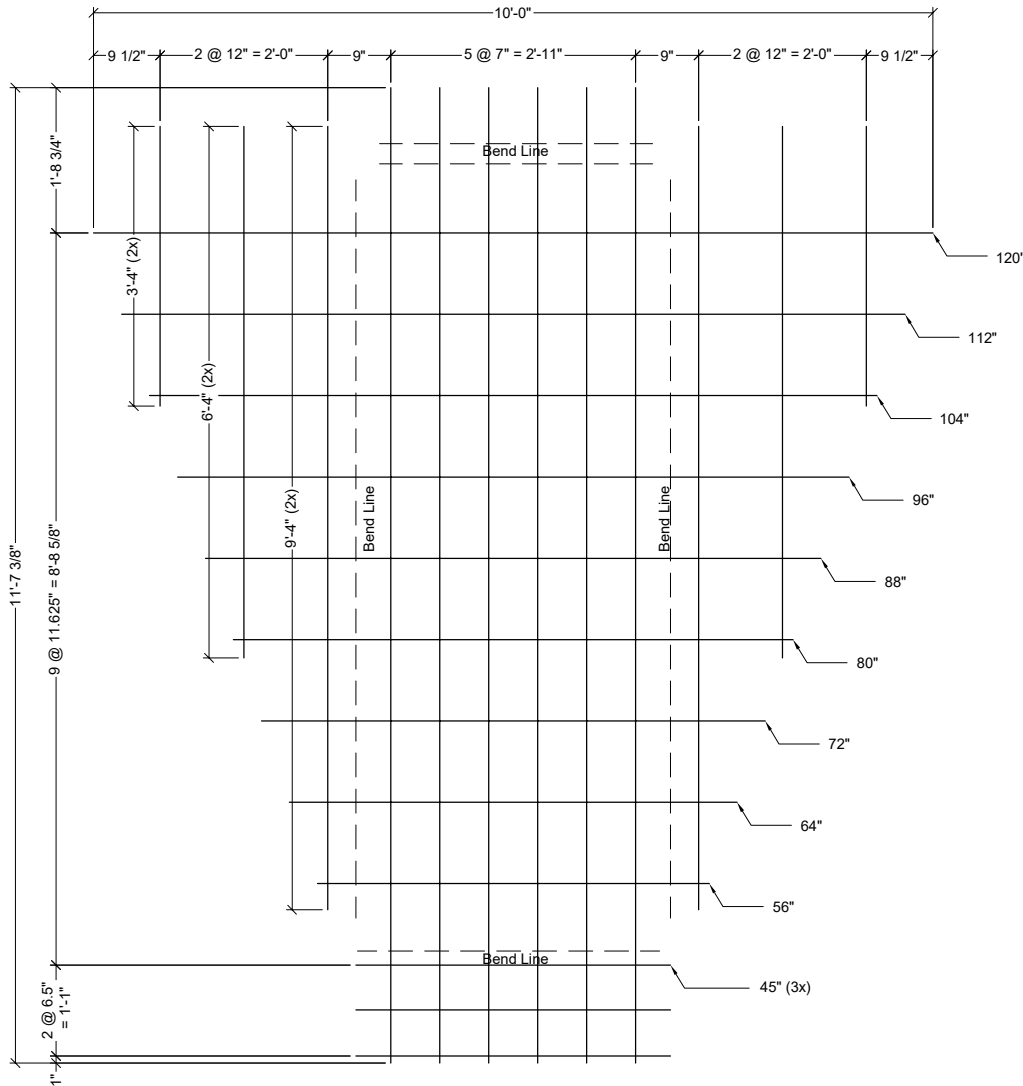 10'-0"
9 1/2"
2 @ 12" = 2'-0"
9"
5 @ 7" = 2'-11"
9"
2 @ 12" = 2'-0"
9 1/2"
1'-8 3/4"
3'-4" (2x)
6'-4" (2x)
9'-4" (2x)
11'-7 3/8"
9 @ 11.625" = 8'-8 5/8"
2 @ 6.5"
= 1'-1"
1"
Bend Line
Bend Line
Bend Line
Bend Line
120'
112"
104"
96"
88"
80"
72"
64"
56"
45" (3x)